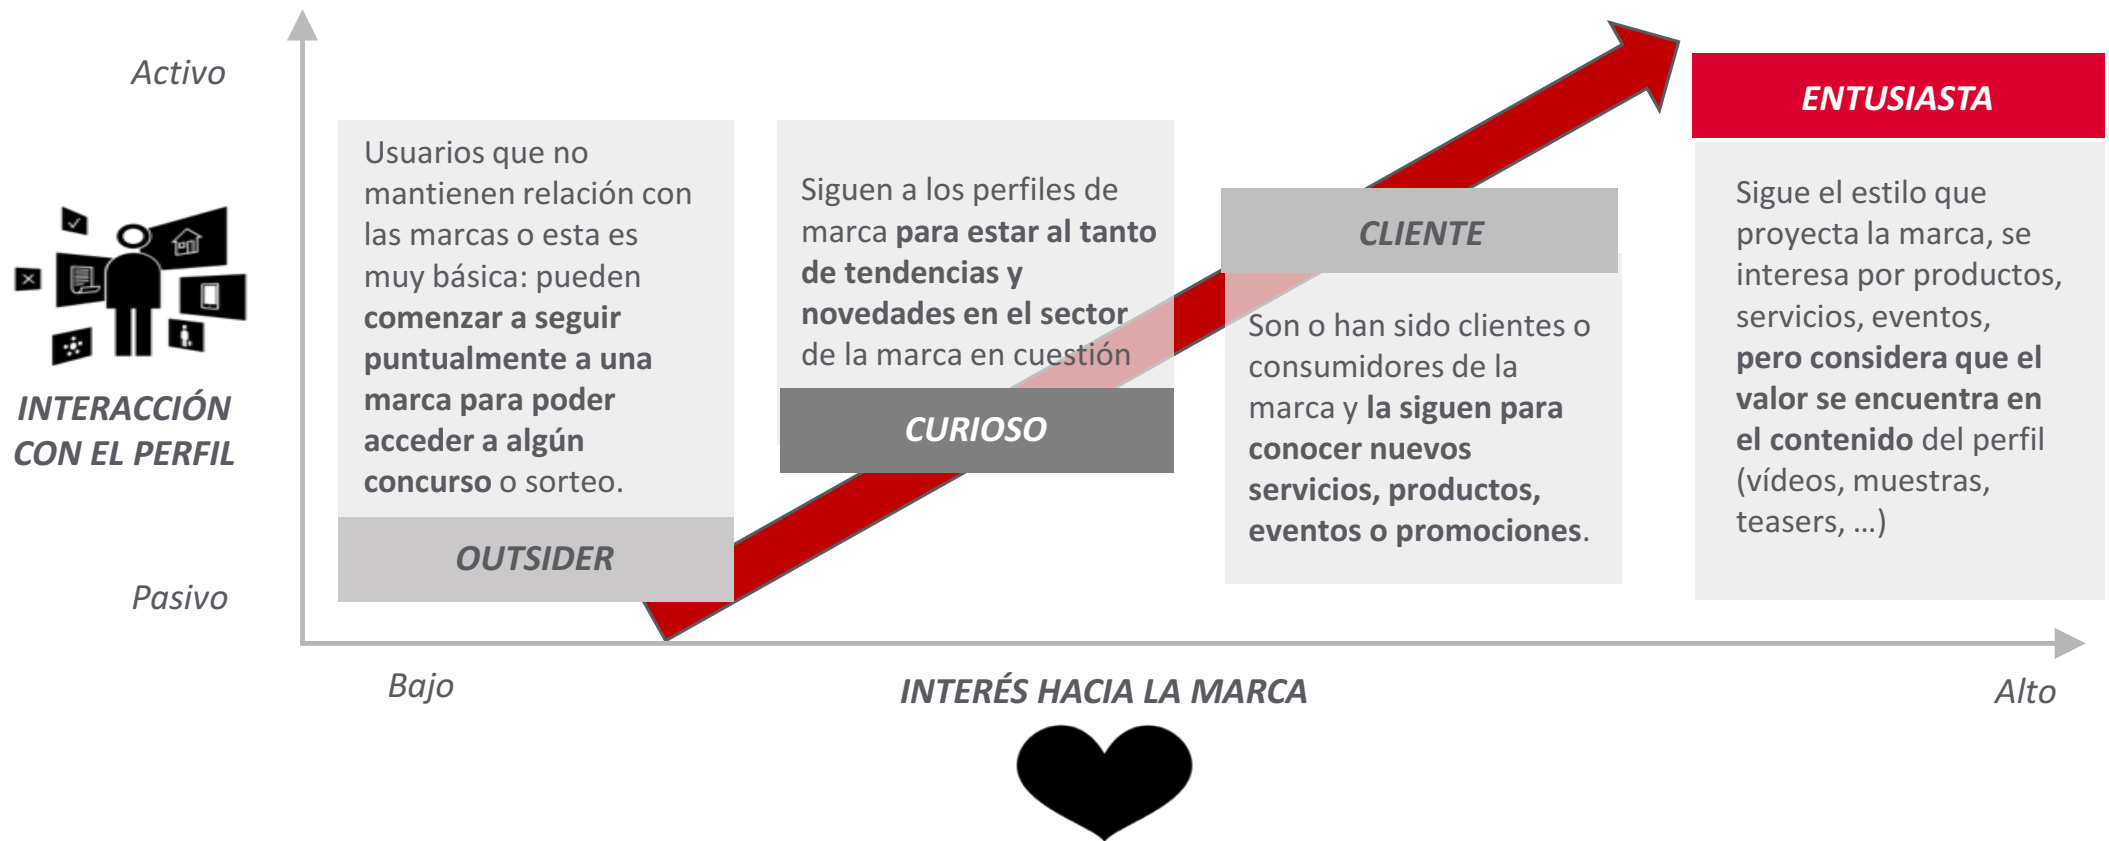 Activo
INTERACCIÓN
CON EL PERFIL
Pasivo
Usuarios que no
mantienen relación con
las marcas o esta es
muy básica: pueden
comenzar a seguir
puntualmente a una
marca para poder
acceder a algún
concurso o sorteo.
OUTSIDER
Siguen a los perfiles de
marca para estar al tanto
de tendencias y
novedades en el sector
de la marca en cuestión
CURIOSO
CLIENTE
Son o han sido clientes o
consumidores de la
marca y la siguen para
conocer nuevos
servicios, productos,
eventos o promociones.
ENTUSIASTA
Sigue el estilo que
proyecta la marca, se
interesa por productos,
servicios, eventos,
pero considera que el
valor se encuentra en
el contenido del perfil
(vídeos, muestras,
teasers, ...)
Bajo
INTERÉS HACIA LA MARCA
Alto